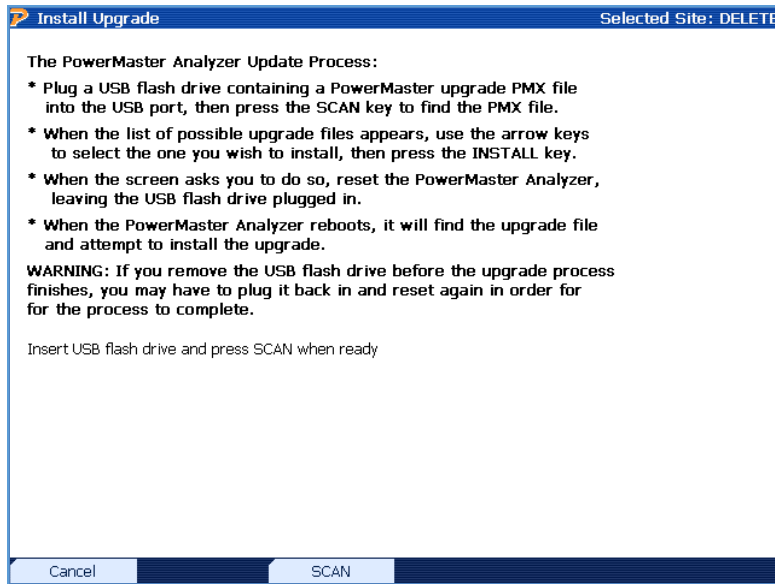 Install Upgrade
Selected Site: DELETE
The PowerMaster Analyzer Update Process:
* Plug a USB flash drive containing a PowerMaster upgrade PMX file
into the USB port, then press the SCAN key to find the PMX file.
* When the list of possible upgrade files appears, use the arrow keys
to select the one you wish to install, then press the INSTALL key.
* When the screen asks you to do so, reset the PowerMaster Analyzer,
leaving the USB flash drive plugged in.
* When the PowerMaster Analyzer reboots, it will find the upgrade file
and attempt to install the upgrade.
WARNING: If you remove the USB flash drive before the upgrade process
finishes, you may have to plug it back in and reset again in order for
for the process to complete.
Insert USB flash drive and press SCAN when ready
Cancel
SCAN